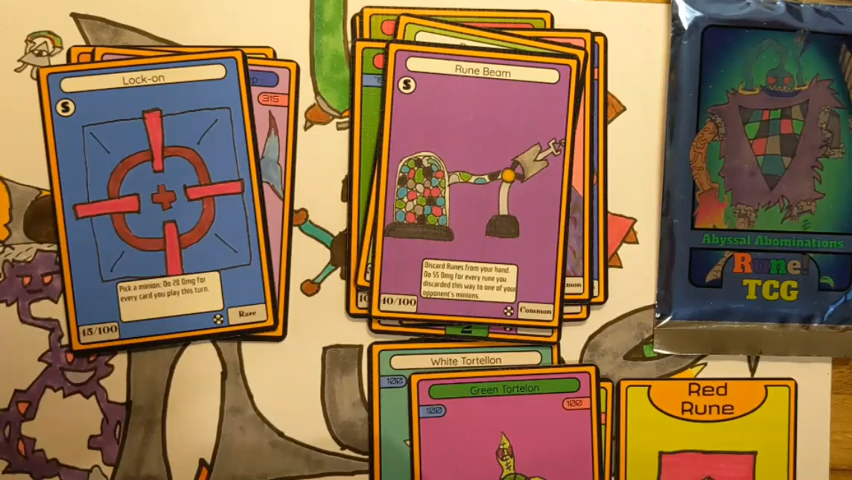 Lock-on
S
315
Pick a minion: Do 20 Dmg for
every card you play this turn.
45/100
Rare
Rune Beam
S
Discard Runes from your hand.
Do 55 Dmg for every rune you
discarded this way to one of your
opponent's minions.
40/100
Common
Abyssal Abominations
Rune!
TCG
White Tortellon
100
Green Tortelon
100
100
Red
Rune